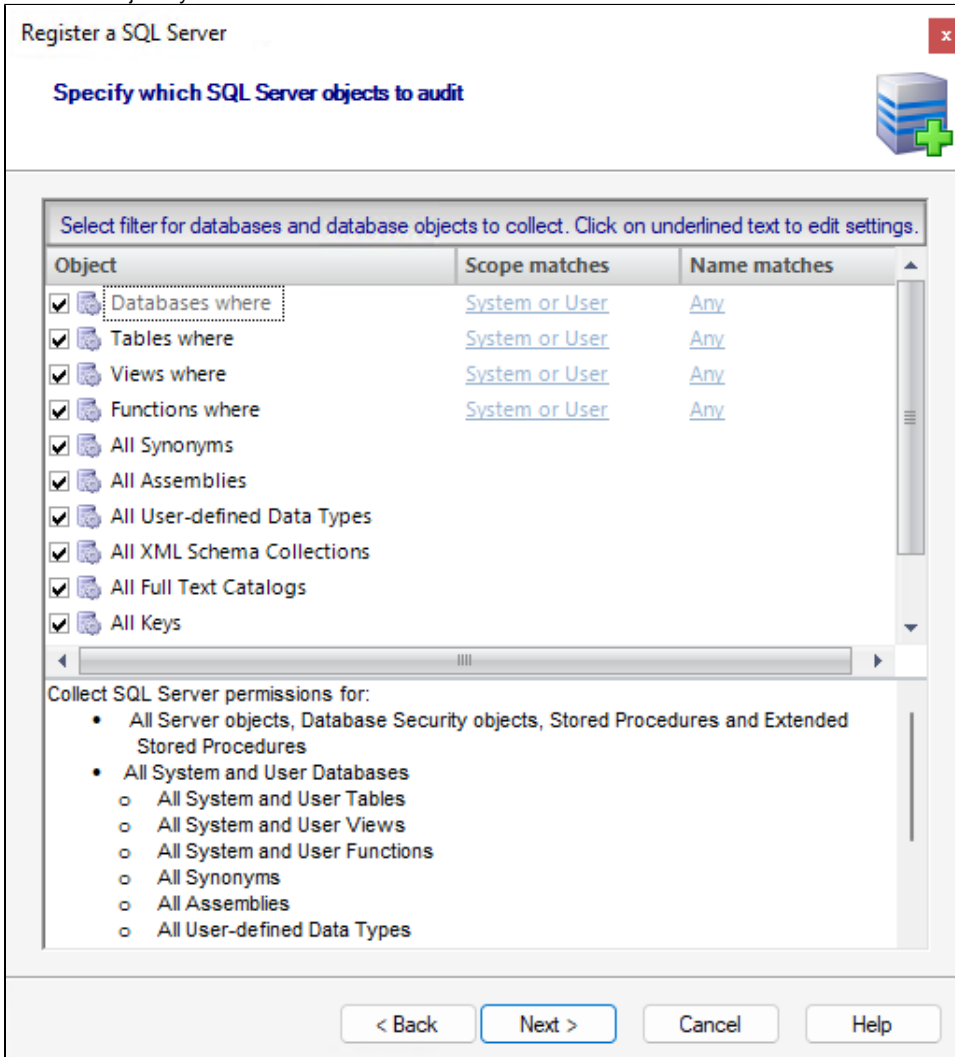 Register a SQL Server
x
Specify which SQL Server objects to audit
Select filter for databases and database objects to collect. Click on underlined text to edit settings.
Object Scope matches Name matches
Databases where System or User Any
Tables where System or User Any
Views where System or User Any
Functions where System or User Any
All Synonyms
All Assemblies
All User-defined Data Types
All XML Schema Collections
All Full Text Catalogs
All Keys
Collect SQL Server permissions for:
• All Server objects, Database Security objects, Stored Procedures and Extended
Stored Procedures
• All System and User Databases
o All System and User Tables
o All System and User Views
o All System and User Functions
o All Synonyms
o All Assemblies
o All User-defined Data Types
< Back Next > Cancel Help